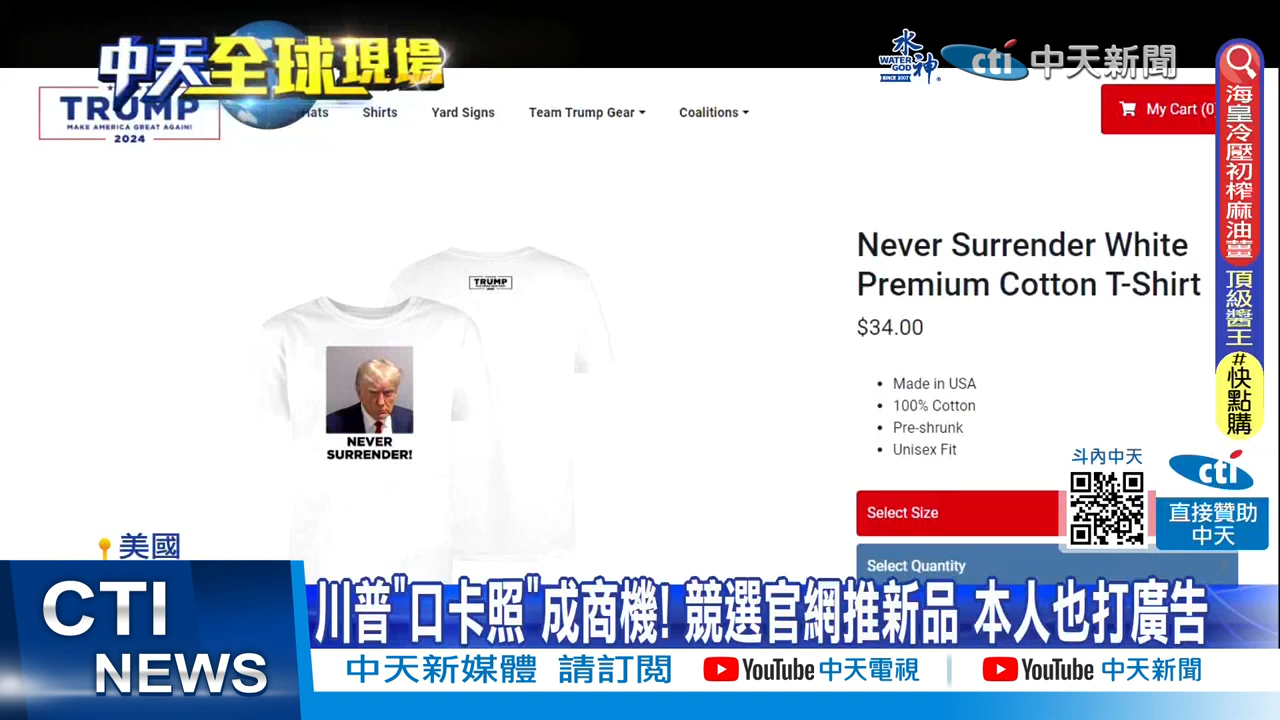 中天全球現場
水神
WATER GOD
SINCE 2007
cti 中天新聞
TRUMP
MAKE AMERICA GREAT AGAIN!
2024
Hats
Shirts
Yard Signs
Team Trump Gear
Coalitions
My Cart (0)
海皇冷壓初榨麻油薑
頂級醬王
#快點購
Never Surrender White
Premium Cotton T-Shirt
$34.00
Made in USA
100% Cotton
Pre-shrunk
Unisex Fit
TRUMP
NEVER
SURRENDER!
斗內中天
cti
直接贊助
中天
Select Size
Select Quantity
美國
CTI
NEWS
川普"口卡照"成商機! 競選官網推新品 本人也打廣告
中天新媒體 請訂閱 YouTube 中天電視 YouTube 中天新聞